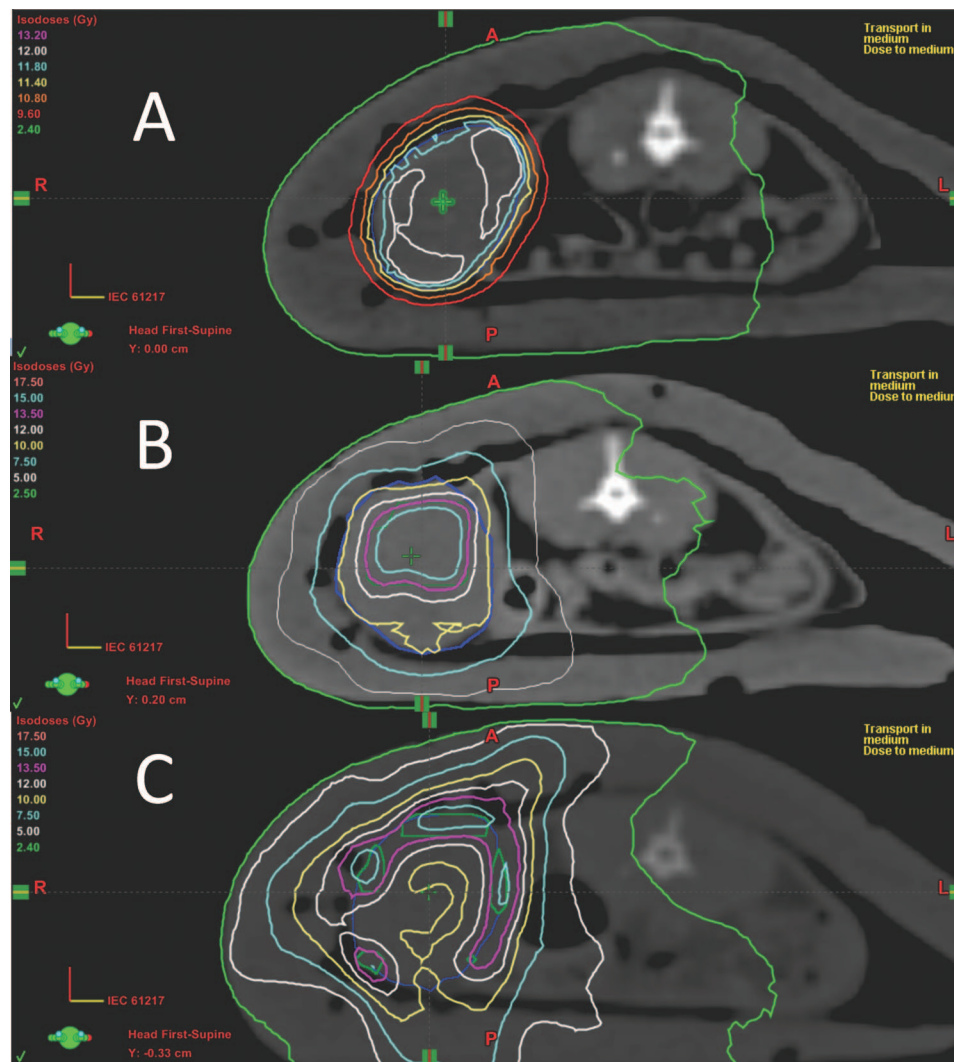 Isodoses (Gy)
13.20
12.00
11.80
11.40
10.80
9.60
2.40
A
A
Transport in
medium
Dose to medium
R
L
IEC 61217
Head First-Supine
Y: 0.00 cm
P
Isodoses (Gy)
17.50
15.00
13.50
12.00
10.00
7.50
5.00
2.50
B
A
Transport in
medium
Dose to medium
R
L
IEC 61217
Head First-Supine
Y: 0.20 cm
P
Isodoses (Gy)
17.50
15.00
13.50
12.00
10.00
7.50
5.00
2.40
C
A
Transport in
medium
Dose to medium
R
L
IEC 61217
Head First-Supine
Y: -0.33 cm
P